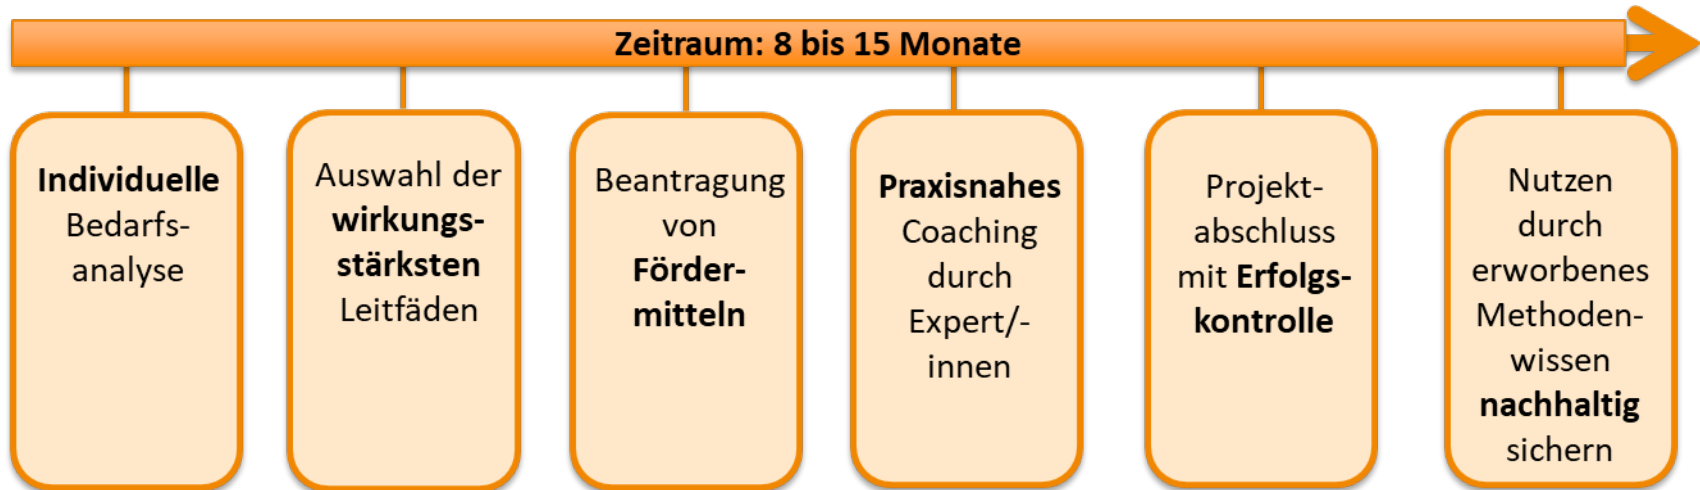 Zeitraum: 8 bis 15 Monate
Individuelle
Bedarfs-
analyse
Auswahl der
wirkungs-
stärksten
Leitfäden
Beantragung
von
Förder-
mitteln
Praxisnahes
Coaching
durch
Expert/-
innen
Projekt-
abschluss
mit Erfolgs-
kontrolle
Nutzen
durch
erworbenes
Methoden-
wissen
nachhaltig
sichern